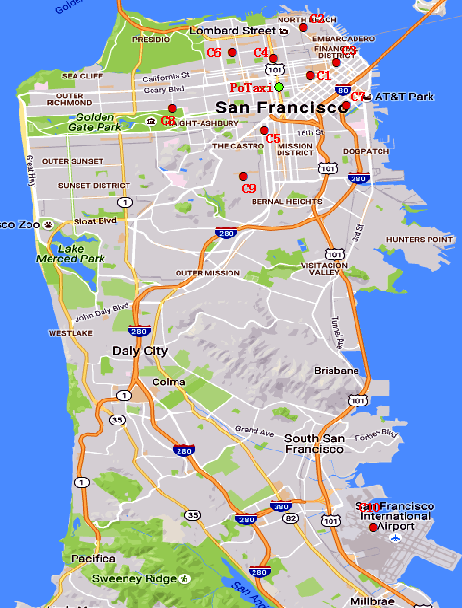 Golde
NORTH BEACH
C2
Lombard Street
PRESIDIO
EMBARCADERO
FINANCIAL
DISTRICT
C3
C6
C4
101
SEA CLIFF
California St
C1
Geary Blvd
PoTaxi
80
OUTER
RICHMOND
C7
AT&T Park
San Francisco
Golden
Gate Park
C8
HAIGHT-ASHBURY
16th St
C5
THE CASTRO
MISSION
DISTRICT
DOGPATCH
Great Hwy
OUTER SUNSET
101
280
SUNSET DISTRICT
C9
1
BERNAL HEIGHTS
sco Zoo
Sloat Blvd
280
3rd St
HUNTERS POINT
Lake
Merced Park
101
OUTER MISSION
VISITACION
VALLEY
John Daly Blvd
Tunnel Ave
WESTLAKE
280
Daly City
Brisbane
Colma
1
101
35
Grand Ave
South San
Francisco
Forbes Blvd
280
1
280
380
35
82
101
San Francisco
International
Airport
Pacifica
280
Sweeney Ridge
San An
Millbrae